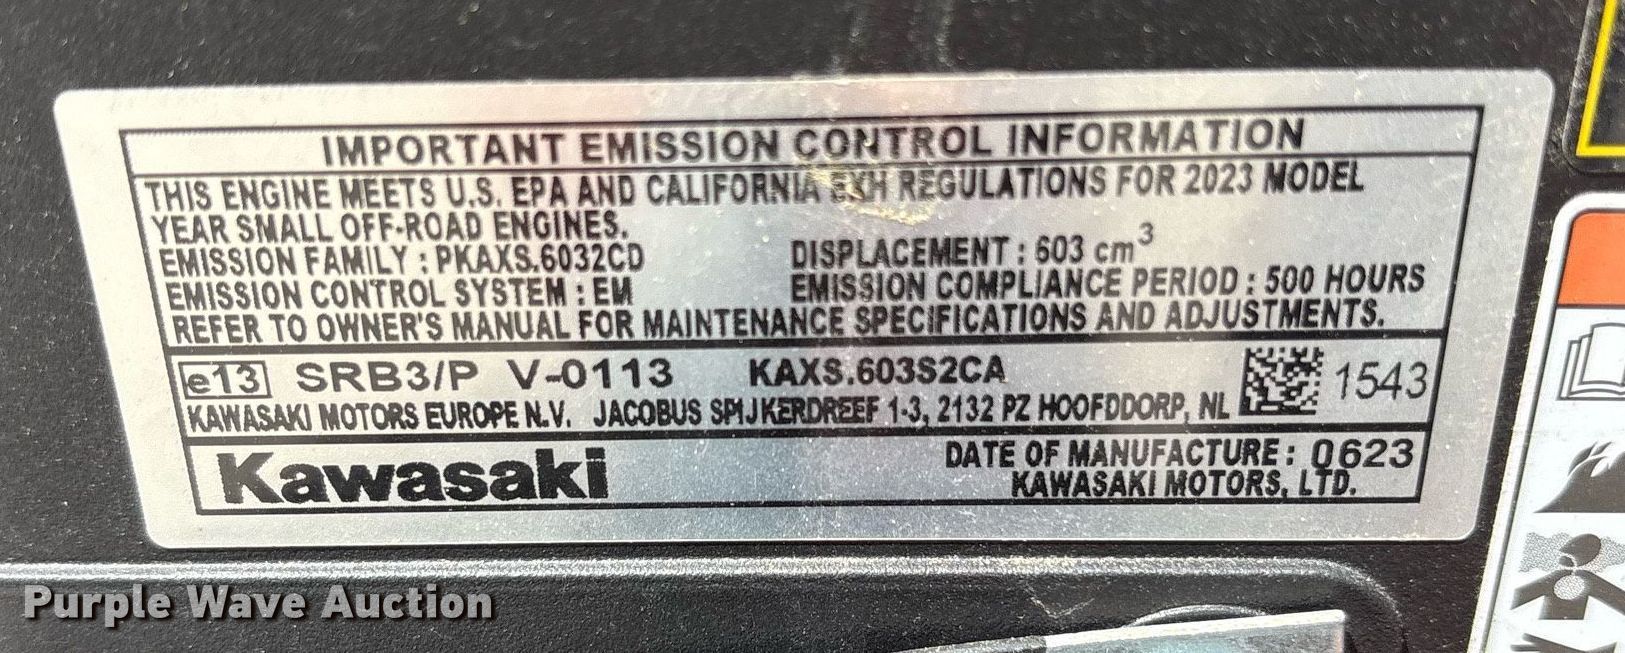 IMPORTANT EMISSION CONTROL INFORMATION
THIS ENGINE MEETS U.S. EPA AND CALIFORNIA EXH REGULATIONS FOR 2023 MODEL
YEAR SMALL OFF-ROAD ENGINES.
EMISSION FAMILY : PKAXS.6032CD DISPLACEMENT : 603 cm³
EMISSION CONTROL SYSTEM : EM EMISSION COMPLIANCE PERIOD : 500 HOURS
REFER TO OWNER'S MANUAL FOR MAINTENANCE SPECIFICATIONS AND ADJUSTMENTS.
e13 SRB3/P V-0113 KAXS.603S2CA 1543
KAWASAKI MOTORS EUROPE N.V. JACOBUS SPIJKERDREEF 1-3, 2132 PZ HOOFDDORP, NL
Kawasaki DATE OF MANUFACTURE : 0623
KAWASAKI MOTORS, LTD.
Purple Wave Auction